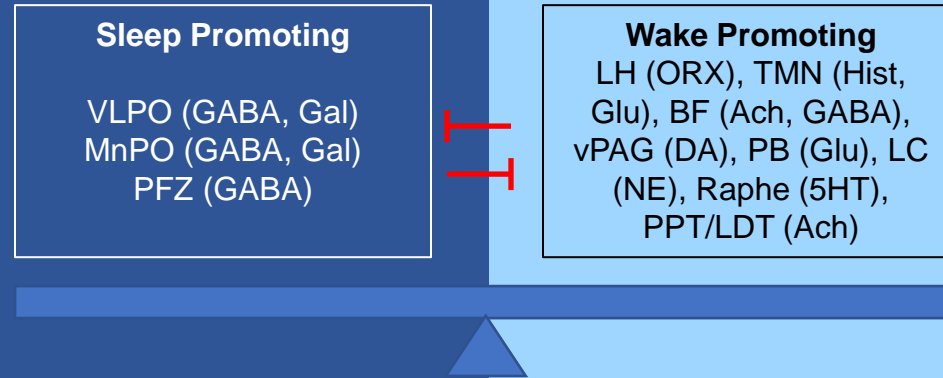 Sleep Promoting
VLPO (GABA, Gal)
MnPO (GABA, Gal)
PFZ (GABA)
Wake Promoting
LH (ORX), TMN (Hist,
Glu), BF (Ach, GABA),
vPAG (DA), PB (Glu), LC
(NE), Raphe (5HT),
PPT/LDT (Ach)